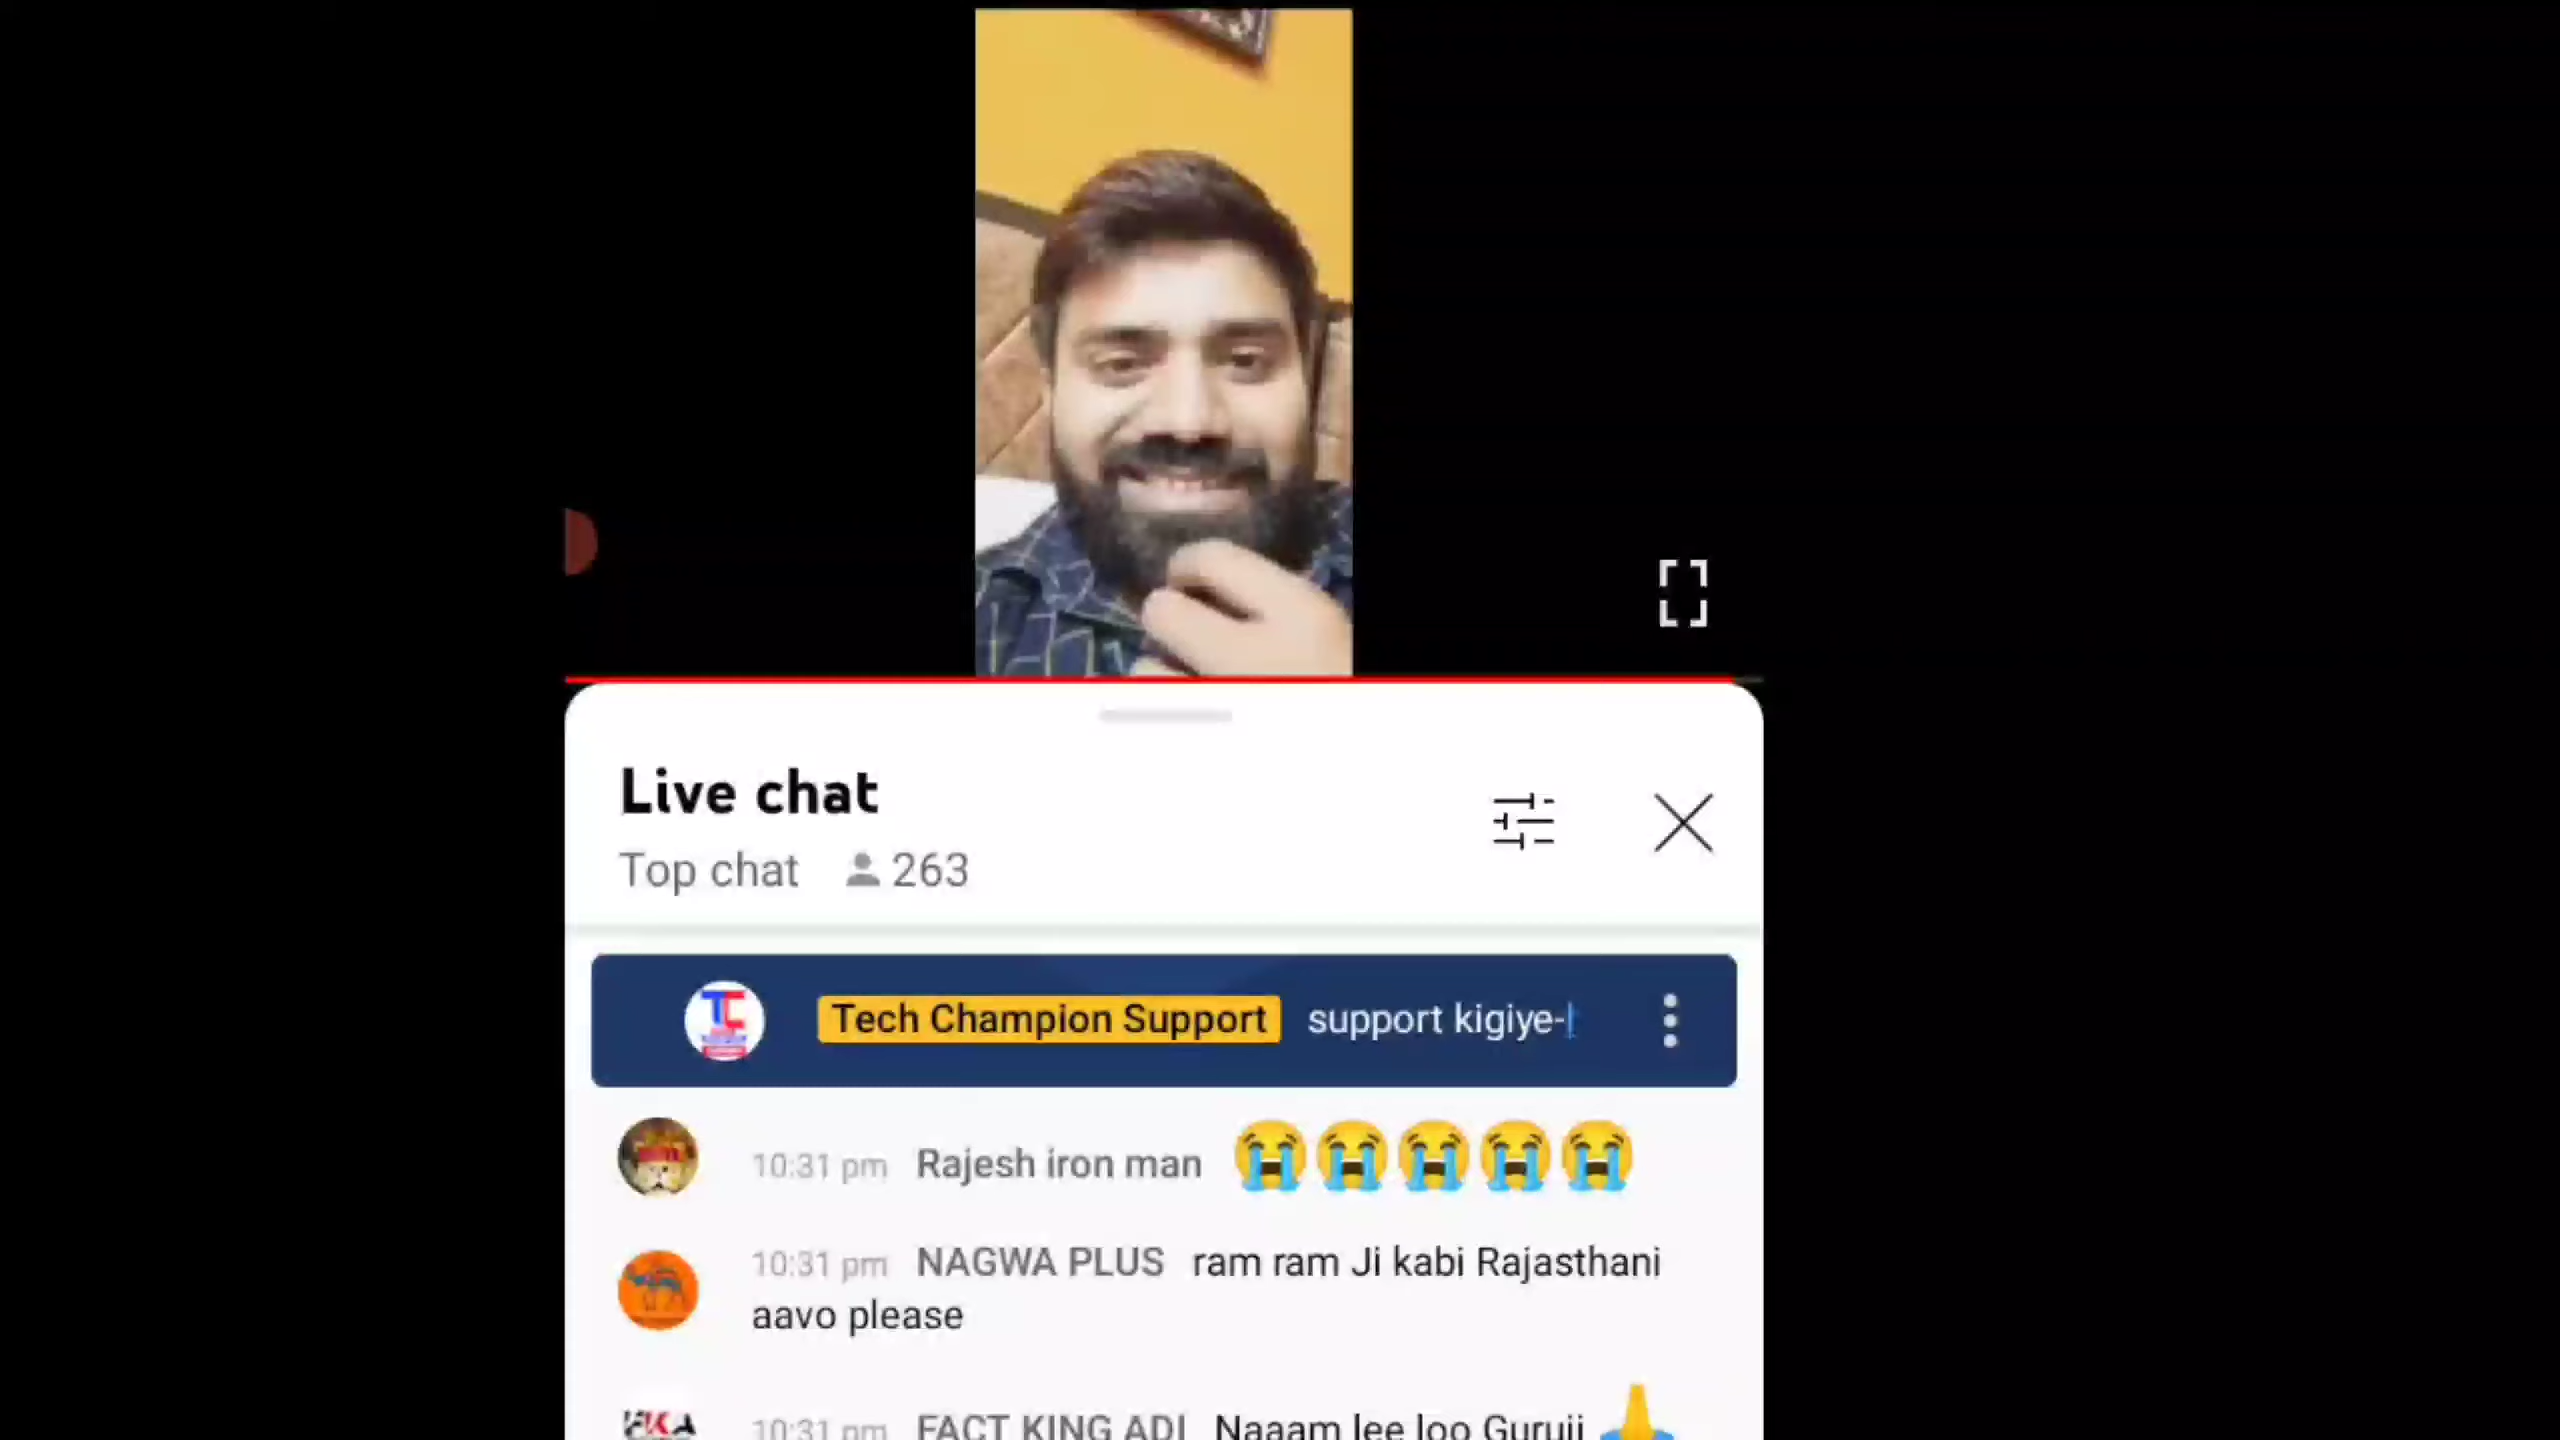 Live chat
Top chat 263
Tech Champion Support support kigiye-
10:31 pm Rajesh iron man 😭😭😭😭😭
10:31 pm NAGWA PLUS ram ram Ji kabi Rajasthani
aavo please
10:31 pm FACT KING ADI Naaam lee loo Guruji 🙏